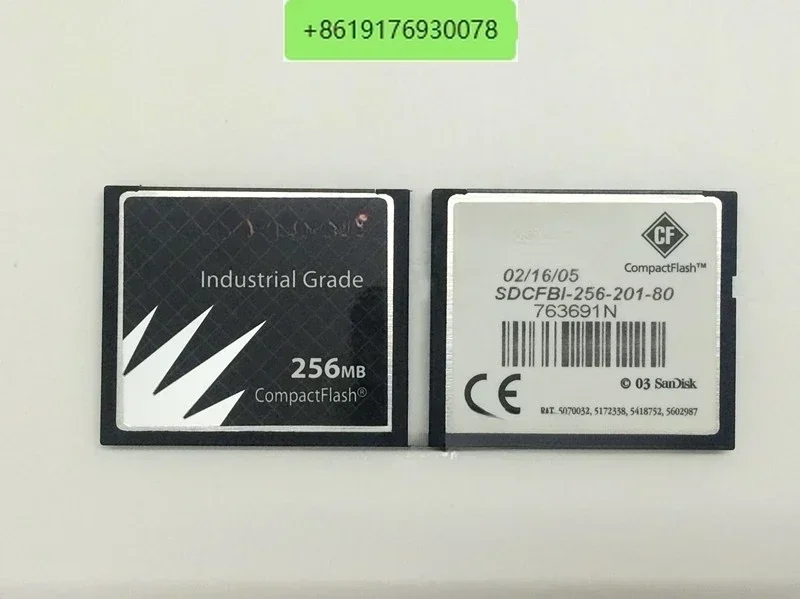 +8619176930078
Industrial Grade
256MB
CompactFlash®
CF
CompactFlash™
02/16/05
SDCFBI-256-201-80
763691N
CE
© 03 SanDisk
PAT. 5070032, 5172338, 5418752, 5602987